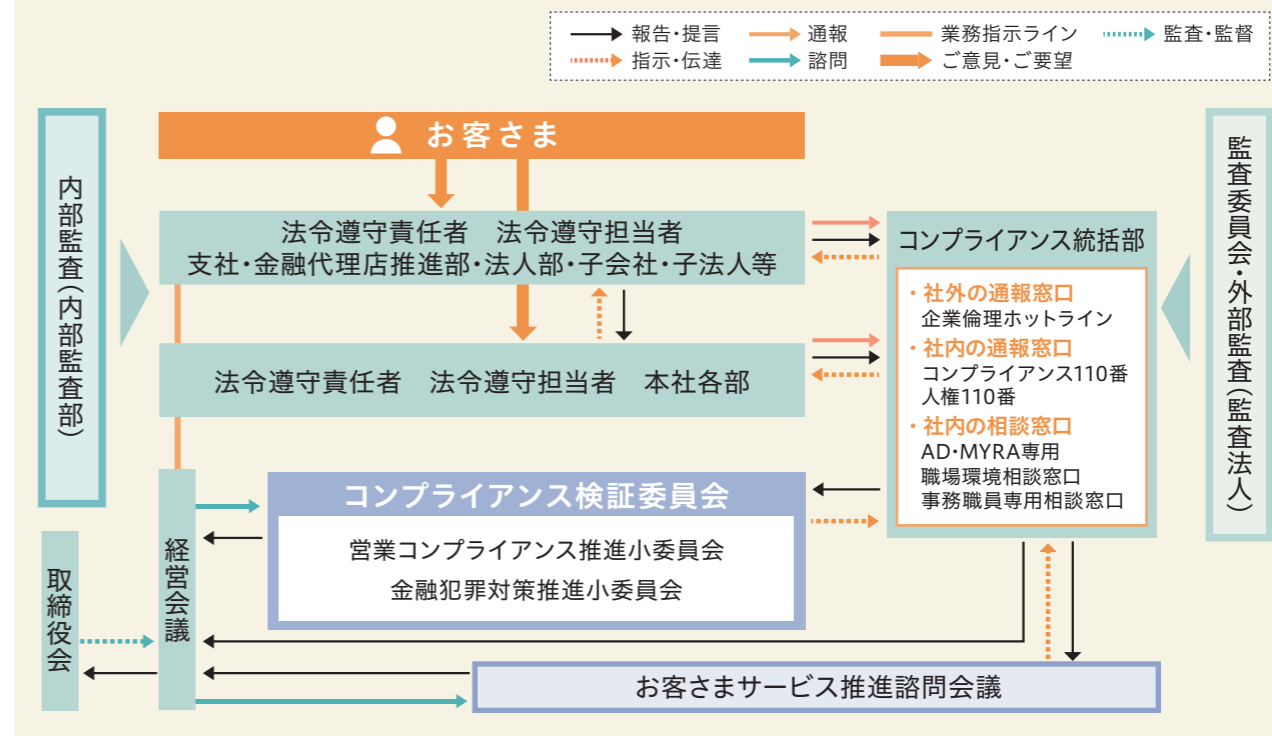 報告・提言 通報 業務指示ライン 監査・監督
指示・伝達 諮問 ご意見・ご要望
内部監査（内部監査部）
お客さま
法令遵守責任者 法令遵守担当者
支社・金融代理店推進部・法人部・子会社・子法人等
法令遵守責任者 法令遵守担当者 本社各部
コンプライアンス統括部
・社外の通報窓口
企業倫理ホットライン
・社内の通報窓口
コンプライアンス110番
人権110番
・社内の相談窓口
AD・MYRA専用
職場環境相談窓口
事務職員専用相談窓口
監査委員会・外部監査（監査法人）
コンプライアンス検証委員会
営業コンプライアンス推進小委員会
金融犯罪対策推進小委員会
経営会議
取締役会
お客さまサービス推進諮問会議